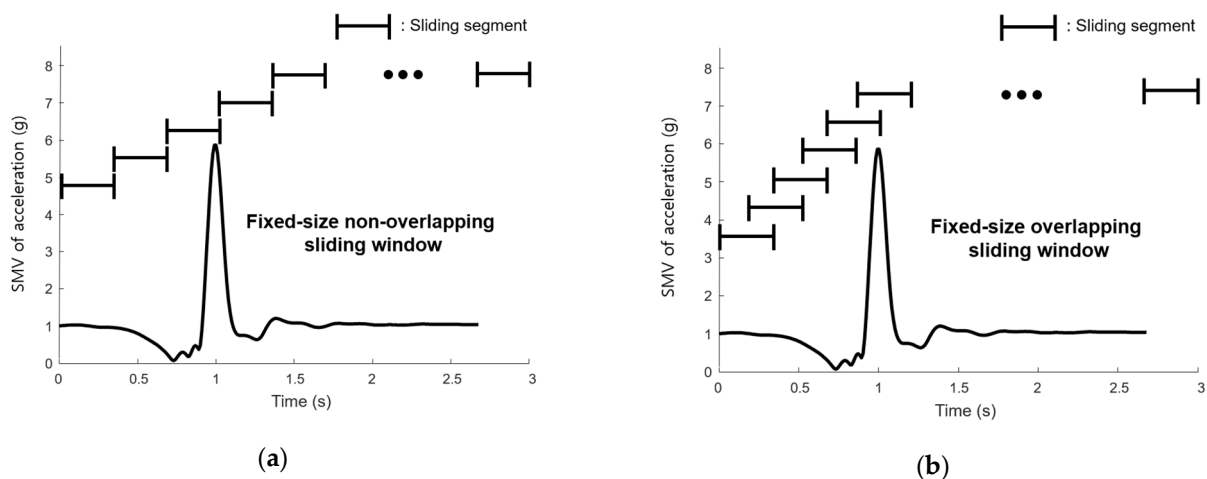 : Sliding segment
SMV of acceleration (g)
8
7
6
5
4
3
2
1
0
Fixed-size non-overlapping
sliding window
0 0.5 1 1.5 2 2.5 3
Time (s)
(a)
: Sliding segment
SMV of acceleration (g)
8
7
6
5
4
3
2
1
0
Fixed-size overlapping
sliding window
0 0.5 1 1.5 2 2.5 3
Time (s)
(b)